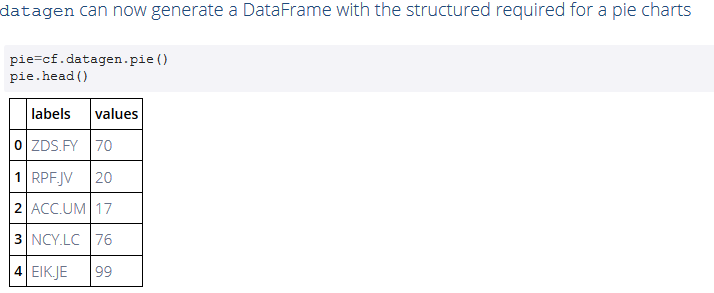 datagen can now generate a DataFrame with the structured required for a pie charts
pie=cf.datagen.pie()
pie.head()
labels values
0 ZDS.FY 70
1 RPF.JV 20
2 ACC.UM 17
3 NCY.LC 76
4 EIK.JE 99